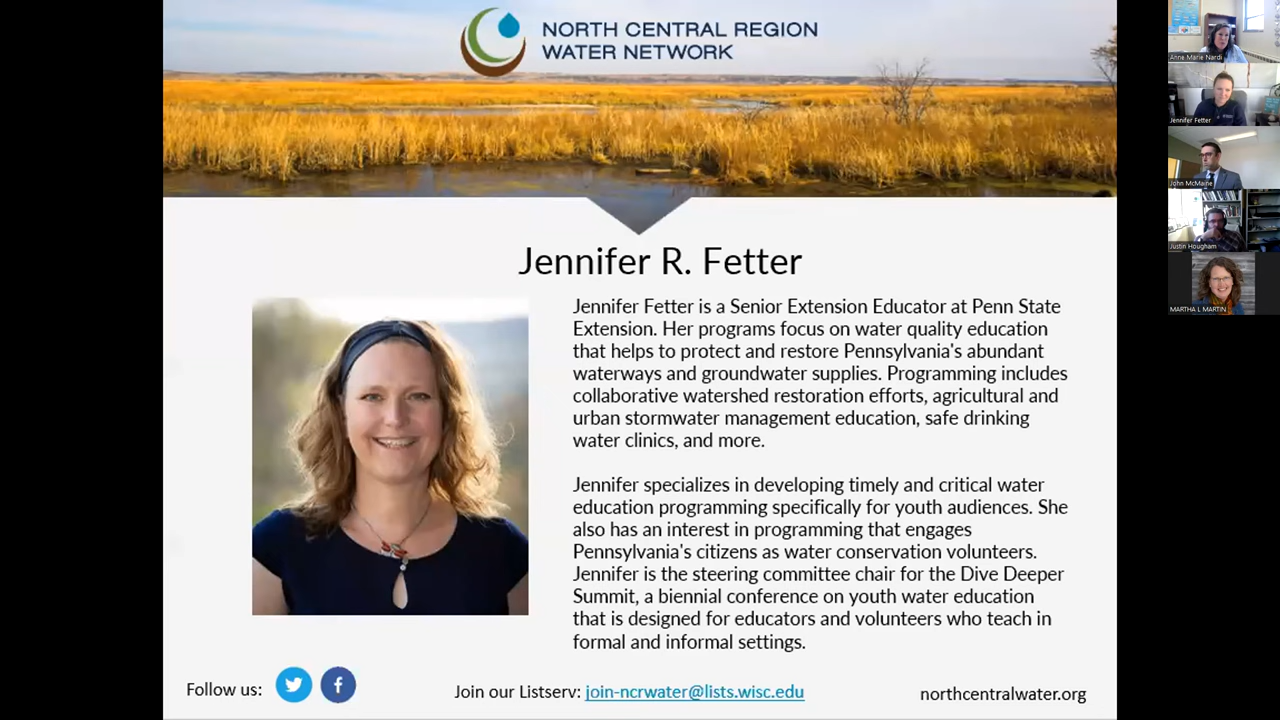 NORTH CENTRAL REGION
WATER NETWORK
Jennifer R. Fetter
Jennifer Fetter is a Senior Extension Educator at Penn State
Extension. Her programs focus on water quality education
that helps to protect and restore Pennsylvania's abundant
waterways and groundwater supplies. Programming includes
collaborative watershed restoration efforts, agricultural and
urban stormwater management education, safe drinking
water clinics, and more.
Jennifer specializes in developing timely and critical water
education programming specifically for youth audiences. She
also has an interest in programming that engages
Pennsylvania's citizens as water conservation volunteers.
Jennifer is the steering committee chair for the Dive Deeper
Summit, a biennial conference on youth water education
that is designed for educators and volunteers who teach in
formal and informal settings.
Follow us:
Join our Listserv: join-ncrwater@lists.wisc.edu
northcentralwater.org
Anne Marie Nardi
Jennifer Fetter
John McMaine
Justin Hougham
MARTHA L MARTIN